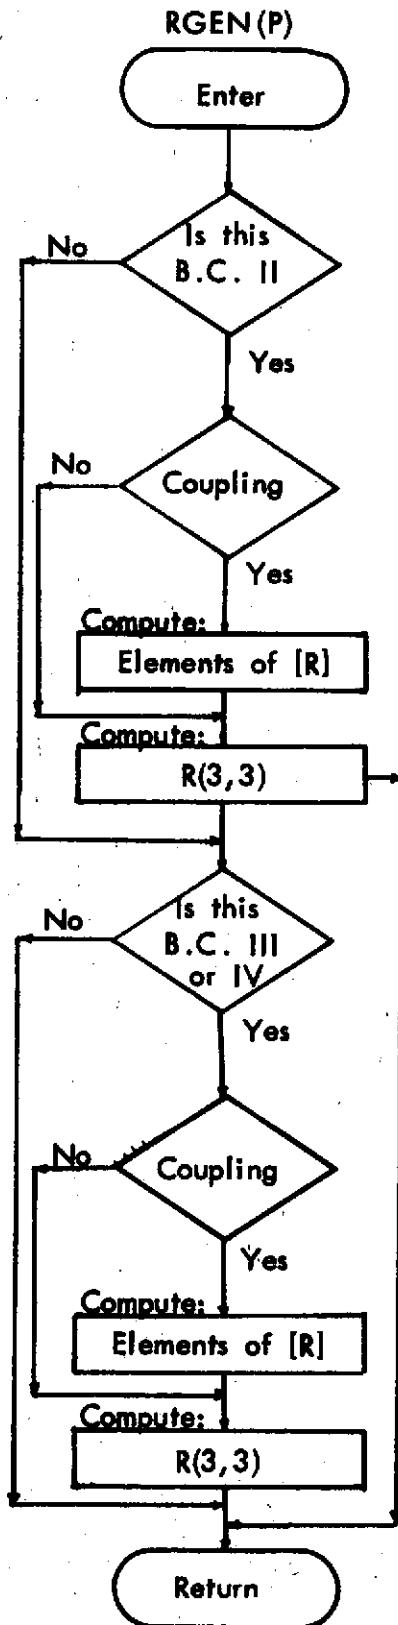 RGEN(P)
Enter
Is this
B.C. II
No
Yes
Coupling
No
Yes
Compute:
Elements of [R]
Compute:
R(3,3)
Is this
B.C. III
or IV
No
Yes
Coupling
No
Yes
Compute:
Elements of [R]
Compute:
R(3,3)
Return